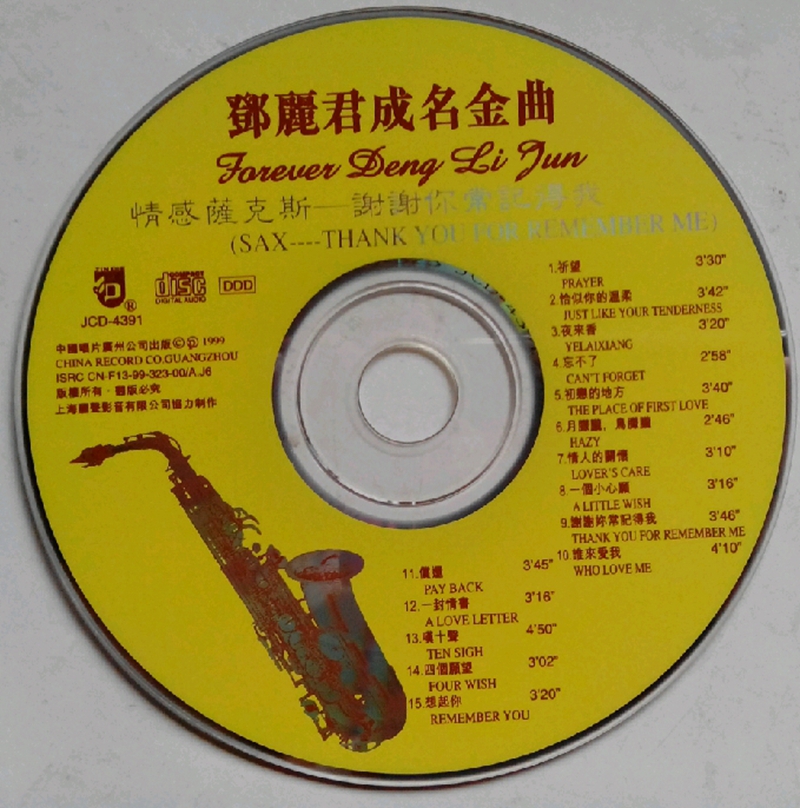 鄧麗君成名金曲
Forever Deng Li Jun
情感薩克斯—謝謝你常記得我
(SAX----THANK YOU FOR REMEMBER ME)
COMPACT
disc
DIGITAL AUDIO
DDD
®
JCD-4391
中國唱片廣州公司出版©℗ 1999
CHINA RECORD CO.GUANGZHOU
ISRC CN-F13-99-323-00/A.J6
版權所有·翻版必究
上海聲影音有限公司協力制作
1.祈望 3'30"
PRAYER
2.恰似你的溫柔 3'42"
JUST LIKE YOUR TENDERNESS
3.夜來香 3'20"
YELAIXIANG
4.忘不了 2'58"
CAN'T FORGET
5.初戀的地方 3'40"
THE PLACE OF FIRST LOVE
6.月朦朧，鳥朦朧 2'46"
HAZY
7.情人的關懷 3'10"
LOVER'S CARE
8.一個小心願 3'16"
A LITTLE WISH
9.謝謝妳常記得我 3'46"
THANK YOU FOR REMEMBER ME
10.誰來愛我 4'10"
WHO LOVE ME
11.償還 3'45"
PAY BACK
12.一封情書 3'16"
A LOVE LETTER
13.嘆十聲 4'50"
TEN SIGH
14.四個願望 3'02"
FOUR WISH
15.想起你 3'20"
REMEMBER YOU